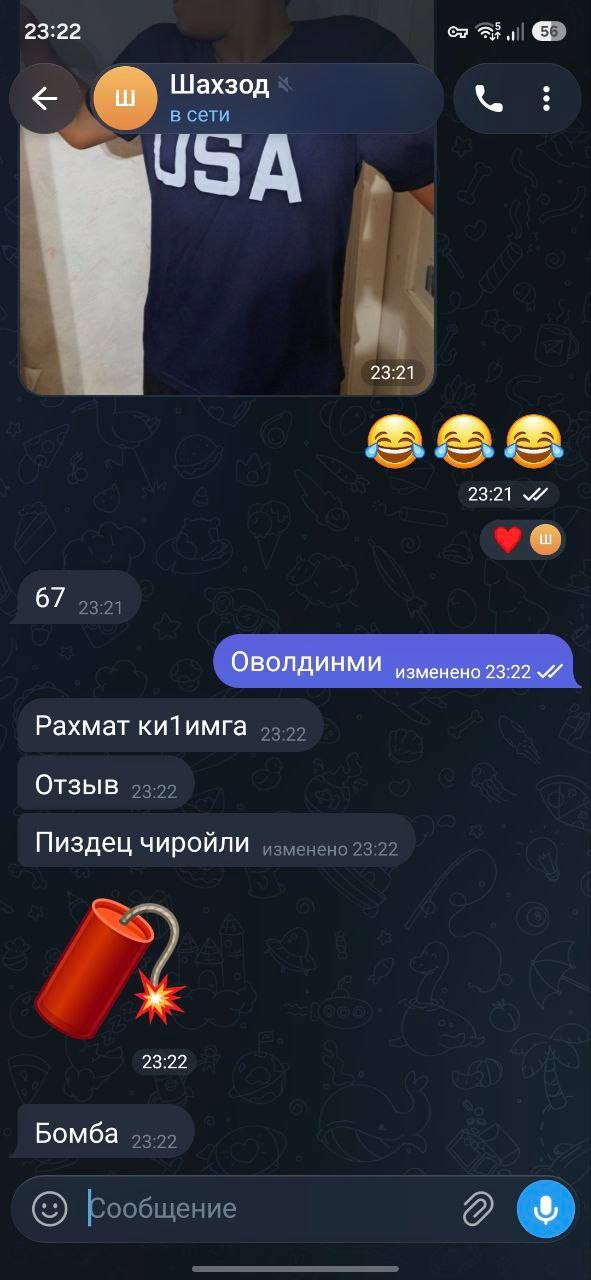 23:22
5
56
Ш
Шахзод
в сети
USA
23:21
😂😂😂
23:21
❤️ Ш
67 23:21
Оволдинми изменено 23:22
Рахмат ки1имга 23:22
Отзыв 23:22
Пиздец чиройли изменено 23:22
🧨
23:22
Бомба 23:22
Сообщение